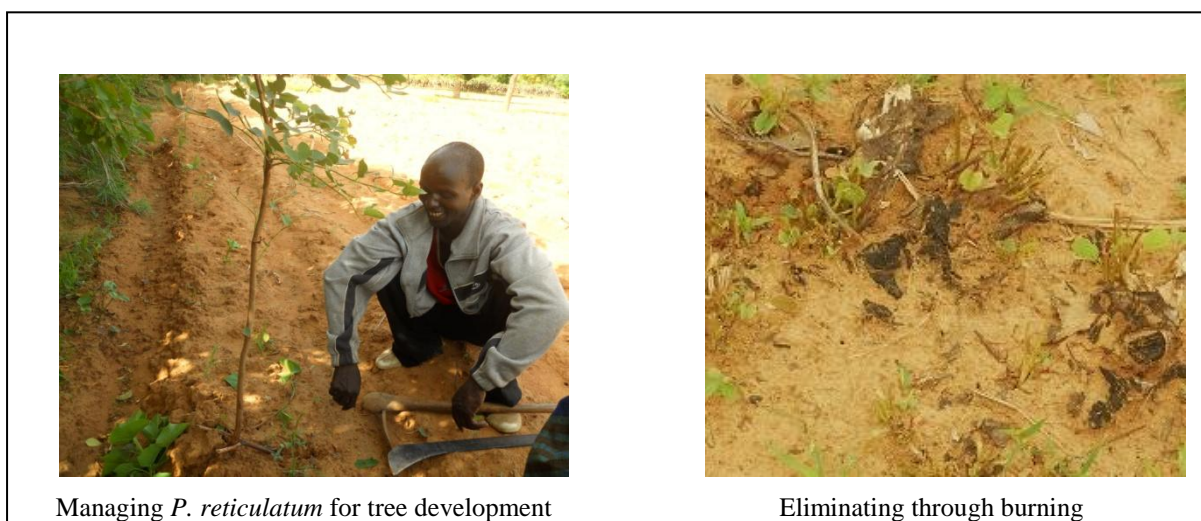 Managing P. reticulatum for tree development
Eliminating through burning